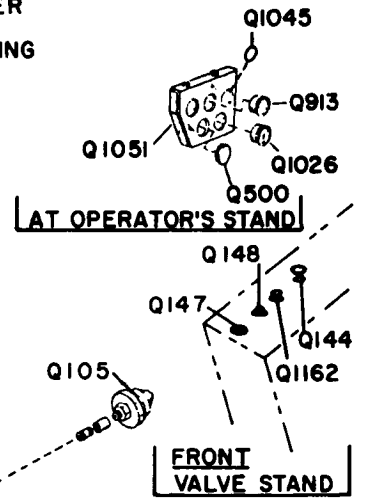 ER
ING
Q1045
Q913
Q1051
Q1026
Q500
AT OPERATOR'S STAND
Q148
Q147
Q144
Q1162
Q105
FRONT
VALVE STAND